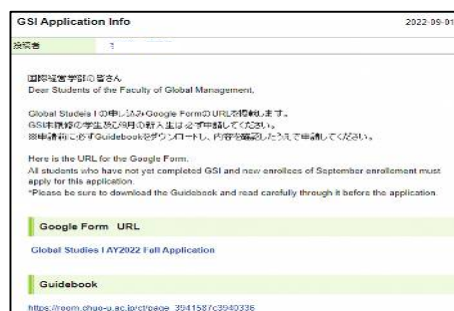 GSI Application Info
2022-09-01
投稿者
国際経営学部の皆さん
Dear Students of the Faculty of Global Management,
Global Studeis Iの申し込みGoogle FormのURLを掲載します。
GSI未履修の学生及び9月の新入生は必ず申請してください。
※申請前に必ずGuidebookをダウンロードし、内容を確認したうえで申請してください。
Here is the URL for the Google Form.
All students who have not yet completed GSI and new enrollees of September enrollment must
apply for this application.
*Please be sure to download the Guidebook and read carefully through it before the application.
Google Form URL
Global Studies I AY2022 Fall Application
Guidebook
https://room.chuo-u.ac.jp/ct/page_3941587c3940336